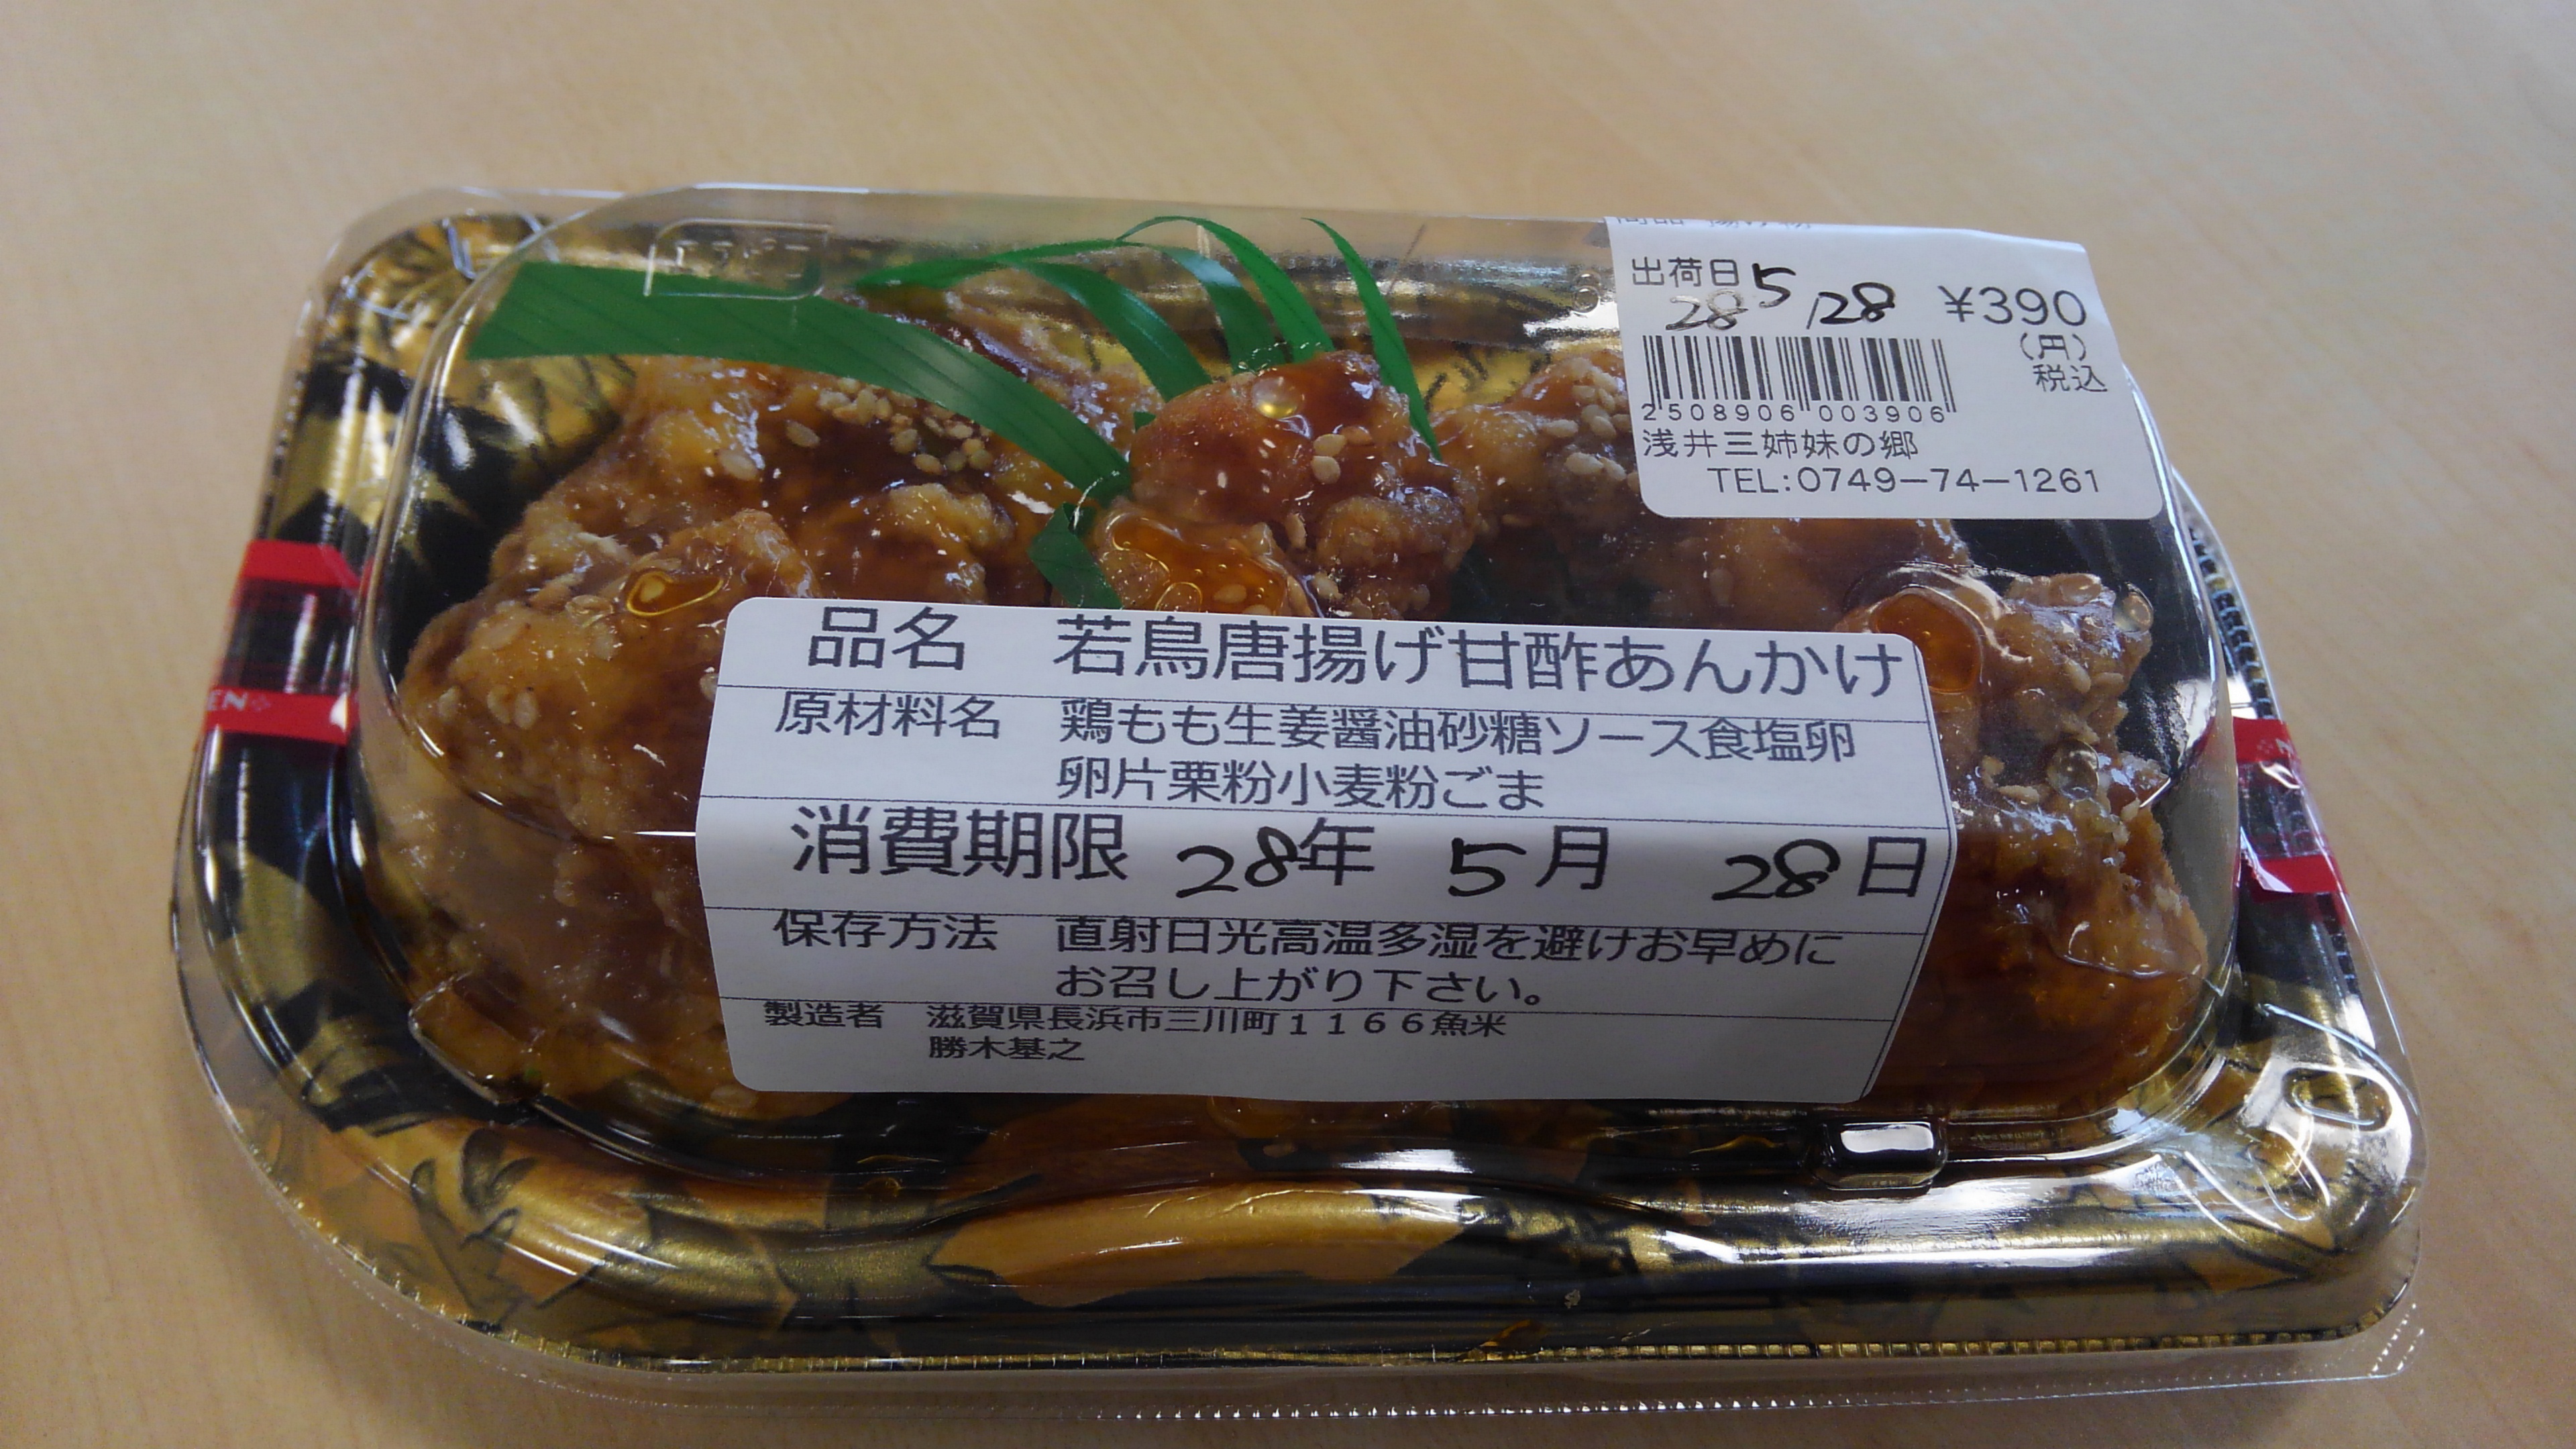 出荷日 5
28 /28 ¥390
(円)
税込
2 508906 003906
浅井三姉妹の郷
TEL:0749-74-1261
品名 若鳥唐揚げ甘酢あんかけ
原材料名 鶏もも生姜醤油砂糖ソース食塩卵
卵片栗粉小麦粉ごま
消費期限 28年 5月 28日
保存方法 直射日光高温多湿を避けお早めに
お召し上がり下さい。
製造者 滋賀県長浜市三川町1166魚米
勝木基之